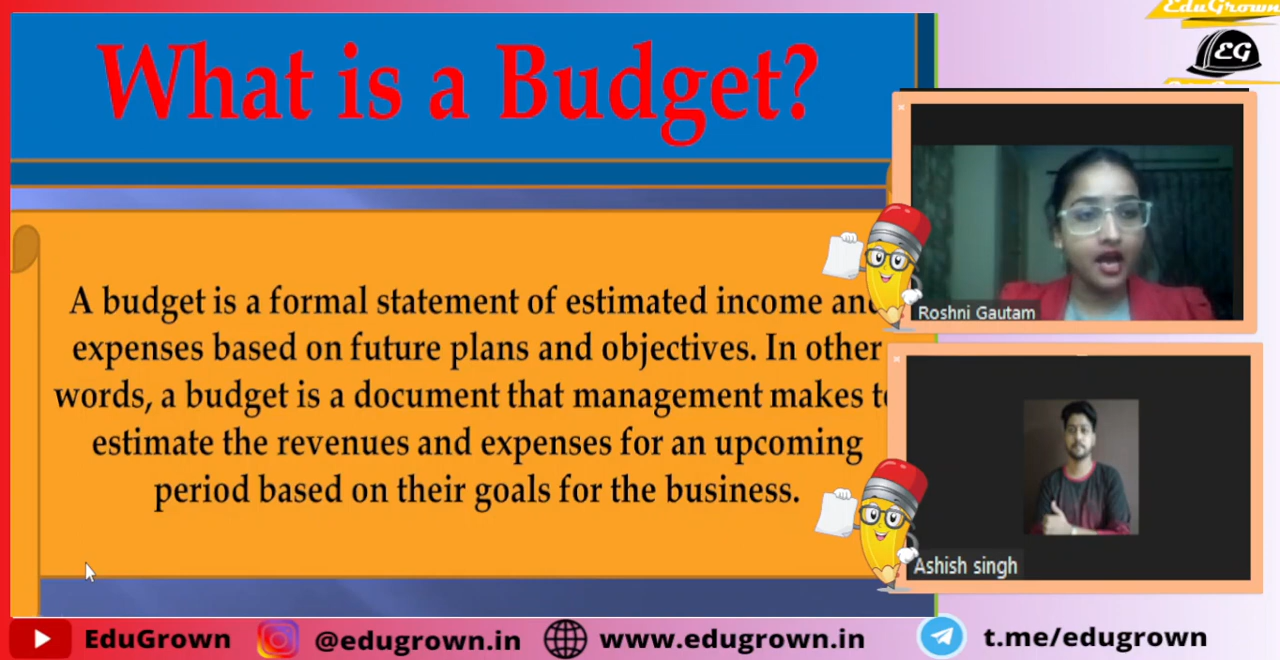 What is a Budget?
EduGrown
EG
A budget is a formal statement of estimated income and
expenses based on future plans and objectives. In other
words, a budget is a document that management makes to
estimate the revenues and expenses for an upcoming
period based on their goals for the business.
Roshni Gautam
Ashish singh
EduGrown
@edugrown.in
www.edugrown.in
t.me/edugrown